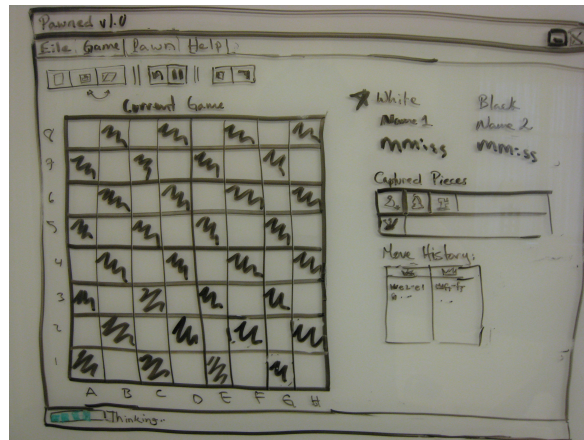 Pawned v1.0
File Game Pawn Help
Current Game
White Black
Name 1 Name 2
mm:ss mm:ss
Captured Pieces
Move History:
8
7
6
5
4
3
2
1
A B C D E F G H
Thinking..